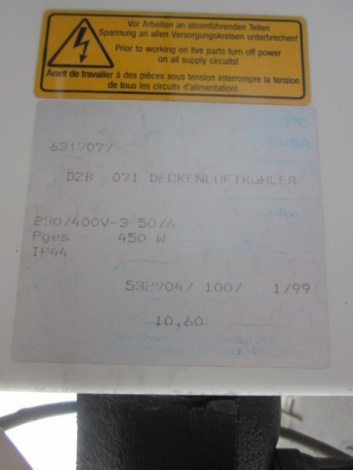 Vor Arbeiten an stromführenden Teilen
Spannung an allen Versorgungskreisen unterbrechen!
Prior to working on live parts turn off power
on all supply circuits!
Avant de travailler à des pièces sous tension interrompre la tension
de tous les circuits d'alimentation!
6317077
DZB 071 DECKENLUFTKÜHLER
230/400V-3 50/6
Pges 450 W
IP44
532904/ 100/ 1/99
10,60